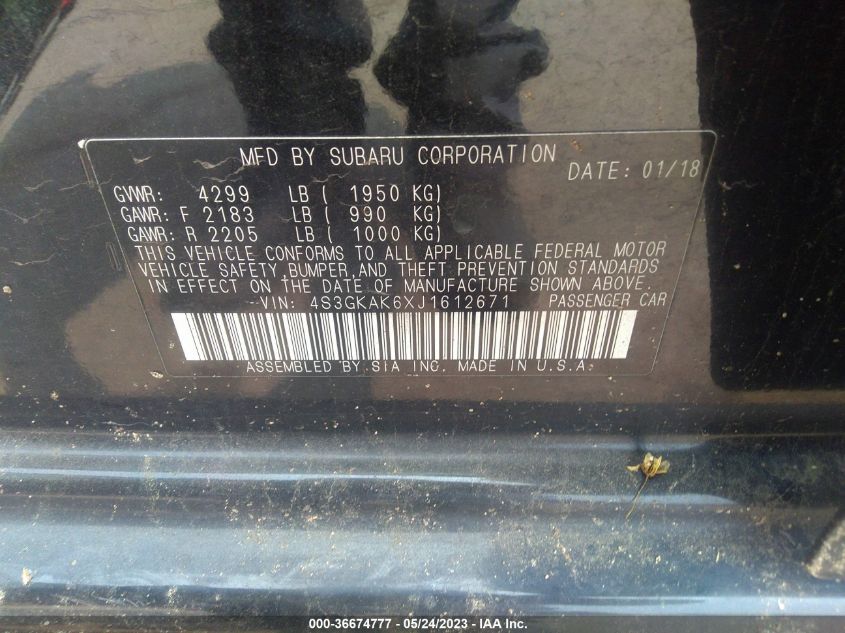 MFD BY SUBARU CORPORATION
DATE: 01/18
GVWR: 4299 LB ( 1950 KG)
GAWR: F 2183 LB ( 990 KG)
GAWR: R 2205 LB ( 1000 KG)
THIS VEHICLE CONFORMS TO ALL APPLICABLE FEDERAL MOTOR
VEHICLE SAFETY, BUMPER, AND THEFT PREVENTION STANDARDS
IN EFFECT ON THE DATE OF MANUFACTURE SHOWN ABOVE.
VIN: 4S3GKAK6XJ1612671 PASSENGER CAR
ASSEMBLED BY SIA INC. MADE IN U.S.A.
000-36674777 - 05/24/2023 - IAA Inc.